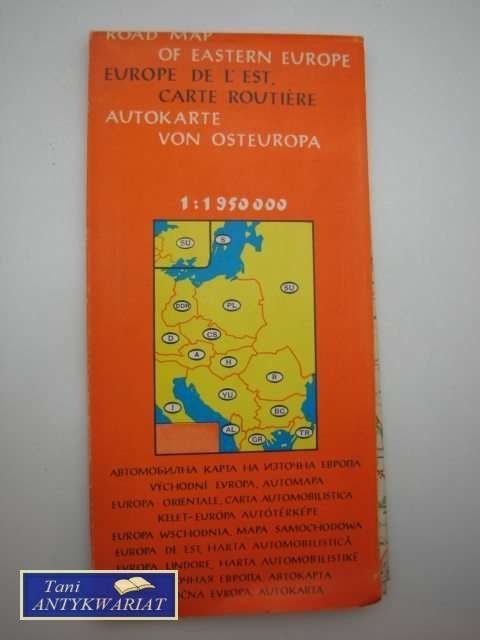 ROAD MAP
OF EASTERN EUROPE
EUROPE DE L'EST.
CARTE ROUTIÈRE
AUTOKARTE
VON OSTEUROPA
1:1950000
SU
S
SU
DDR
PL
D
CS
A
H
R
YU
I
BG
AL
GR
TR
АВТОМОБИЛНА КАРТА НА ИЗТОЧНА ЕВРОПА
VÝCHODNÍ EVROPA, AUTOMAPA
EUROPA ORIENTALE, CARTA AUTOMOBILISTICA
KELET-EURÓPA AUTÓTÉRKÉPE
EUROPA WSCHODNIA, MAPA SAMOCHODOWA
EUROPA DE EST, HARTA AUTOMOBILISTICĂ
EVROPA LINDORE, HARTA AUTOMOBILISTIKE
ЕВРОПА, АВТОКАРТА
EVROPA, AUTOKARTA
Tani
ANTYKWARIAT